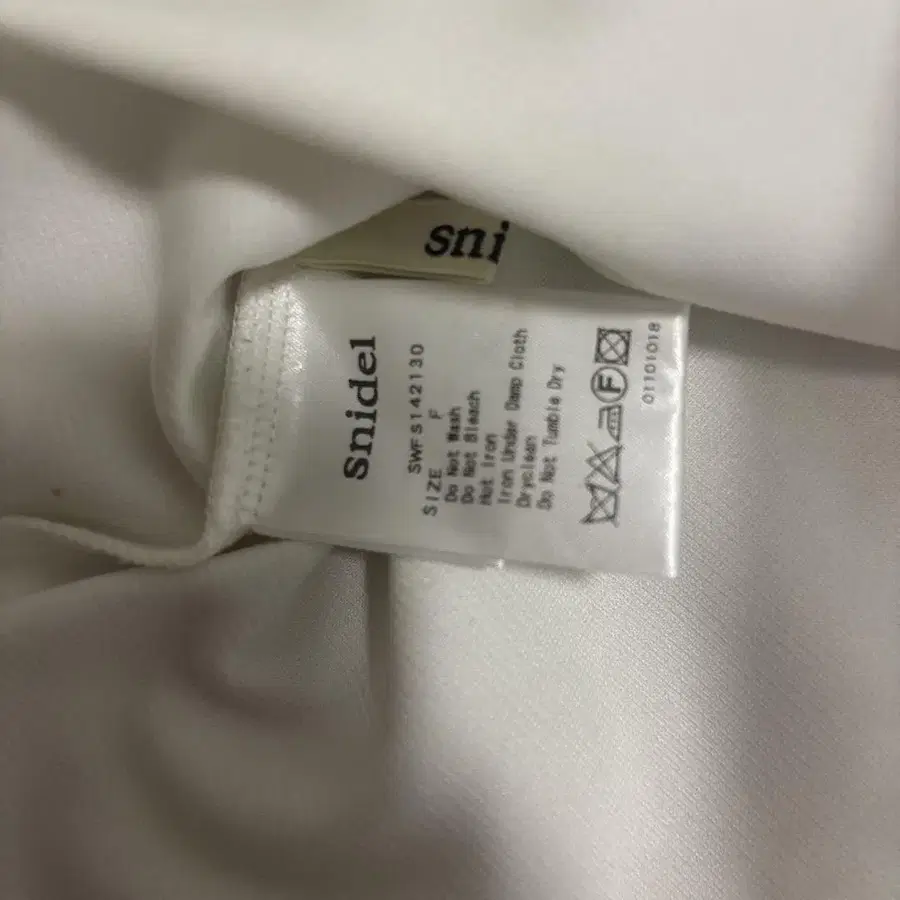 sni
snidel
SWFS142130
SIZE F
Do Not Wash
Do Not Bleach
Hot Iron
Iron Under Damp Cloth
Dryclean
Do Not Tumble Dry
F
01101018